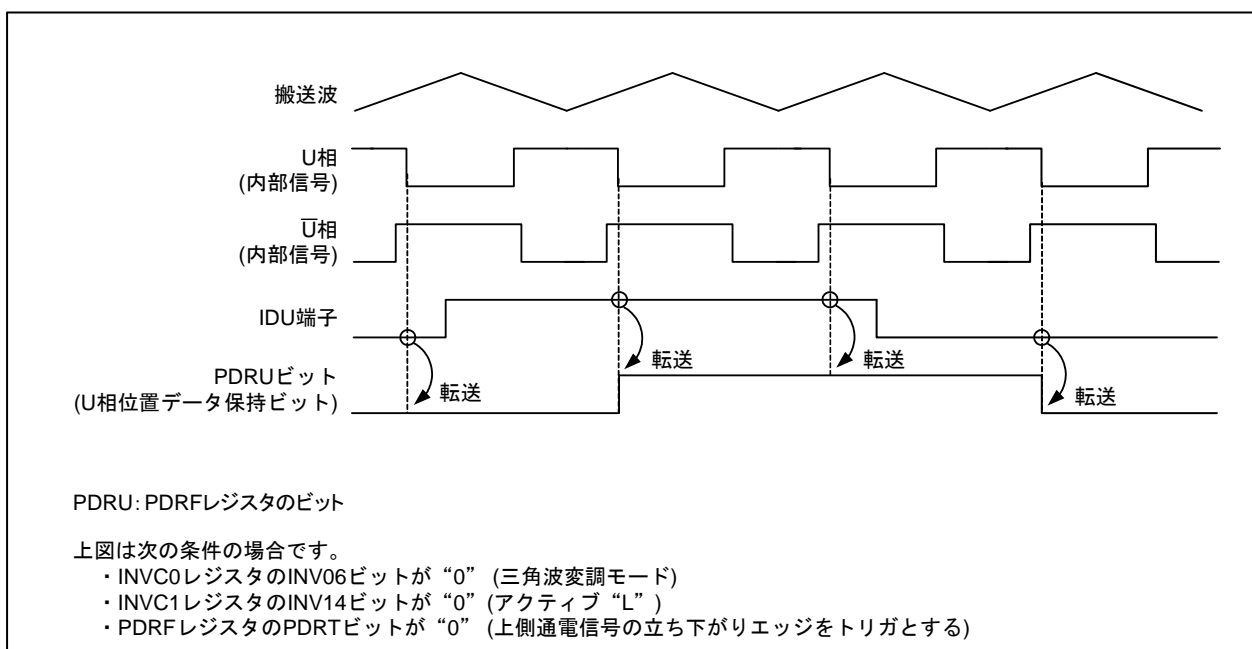 搬送波
U相
(内部信号)
U̅相
(内部信号)
IDU端子
転送
転送
転送
転送
PDRUビット
(U相位置データ保持ビット)
PDRU: PDRFレジスタのビット
上図は次の条件の場合です。
・INVC0レジスタのINV06ビットが“0” (三角波変調モード)
・INVC1レジスタのINV14ビットが“0” (アクティブ“L”)
・PDRFレジスタのPDRTビットが“0” (上側通電信号の立ち下がりエッジをトリガとする)